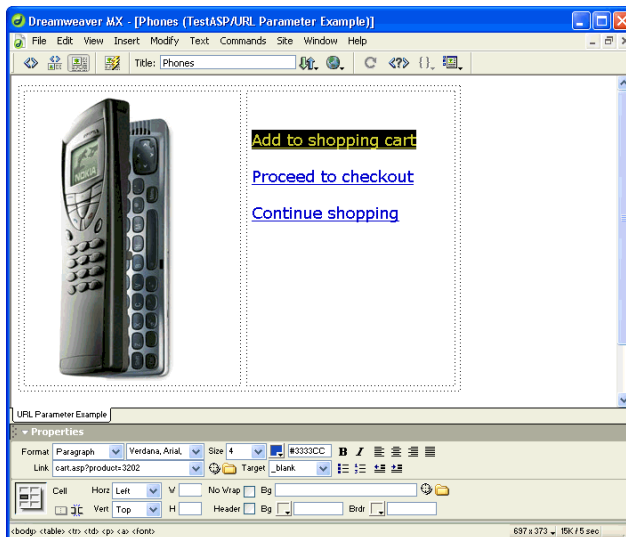 Dreamweaver MX - [Phones (TestASP/URL Parameter Example)]
File Edit View Insert Modify Text Commands Site Window Help
Title: Phones
NOKIA
Add to shopping cart
Proceed to checkout
Continue shopping
URL Parameter Example
Properties
Format Paragraph Verdana, Arial, Size 4 #3333CC B I
Link cart.asp?product=3202 Target _blank
Cell Horz Left W No Wrap Bg
Vert Top H Header Bg Brdr
<body> <table> <tr> <td> <p> <a> <font> 697 x 373 15K / 5 sec